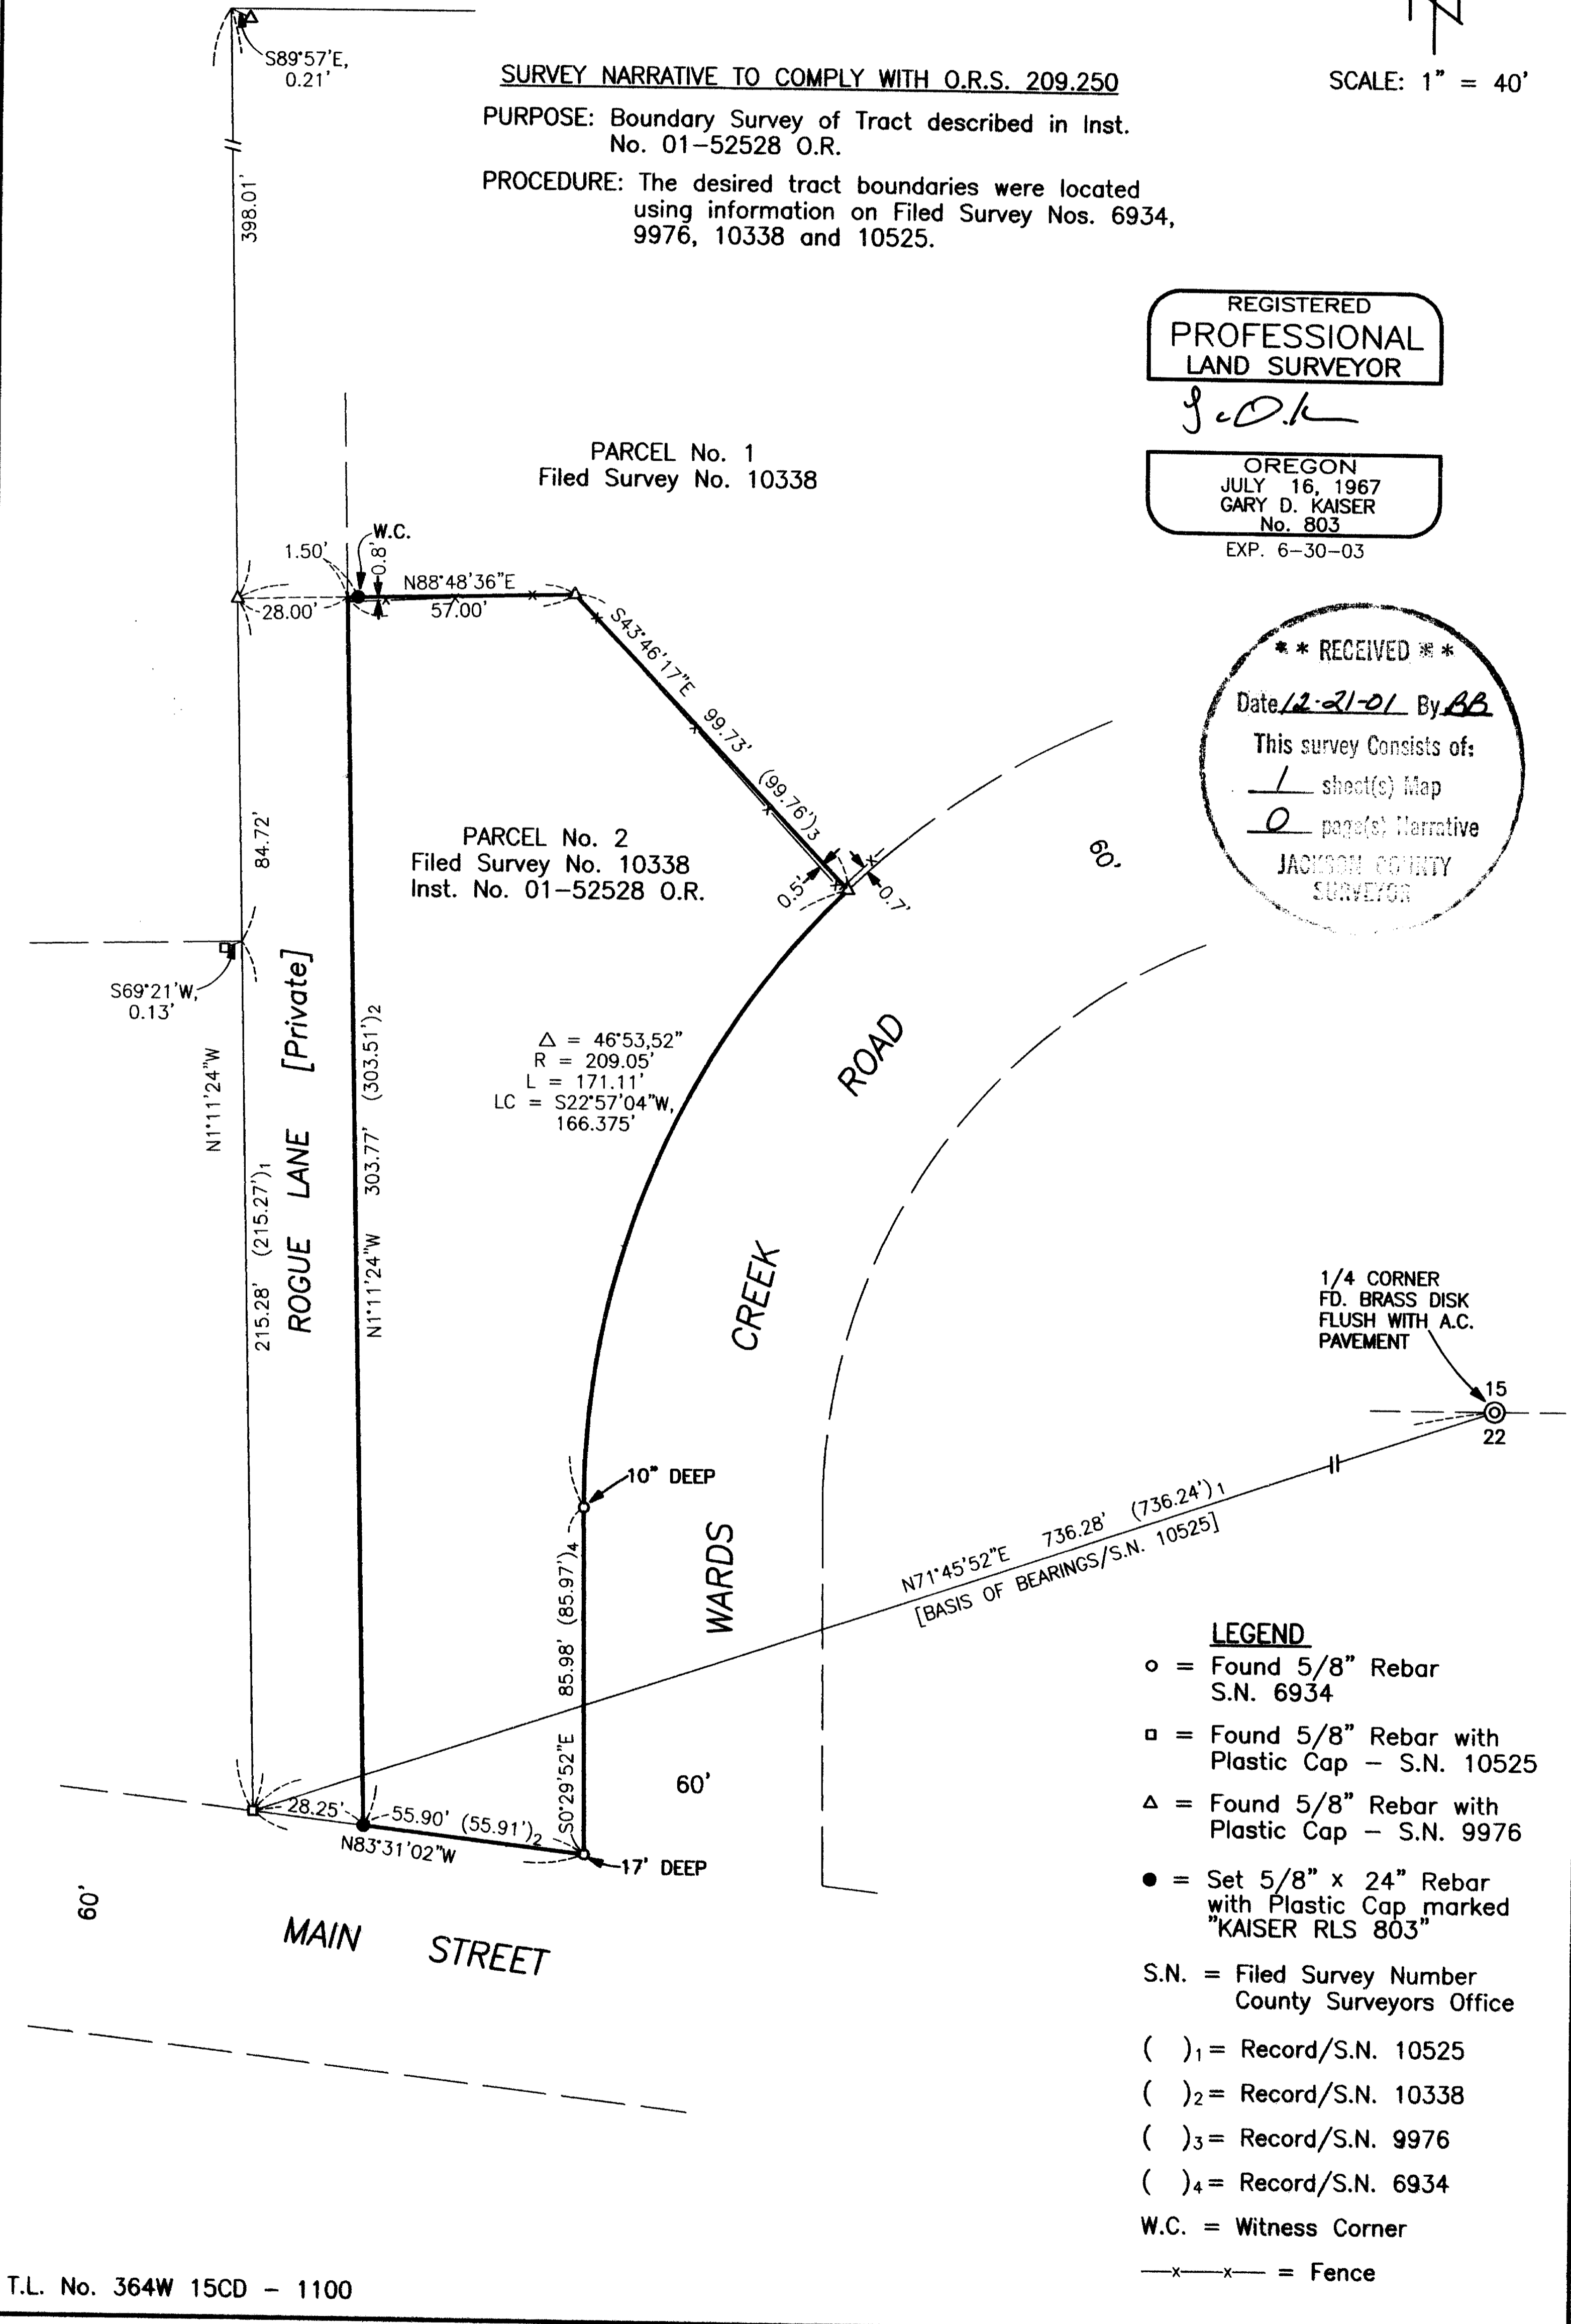 S89°57'E,
0.21'
SURVEY NARRATIVE TO COMPLY WITH O.R.S. 209.250
SCALE: 1" = 40'
PURPOSE: Boundary Survey of Tract described in Inst.
No. 01-52528 O.R.
PROCEDURE: The desired tract boundaries were located
using information on Filed Survey Nos. 6934,
9976, 10338 and 10525.
398.01'
REGISTERED
PROFESSIONAL
LAND SURVEYOR
OREGON
JULY 16, 1967
GARY D. KAISER
No. 803
EXP. 6-30-03
PARCEL No. 1
Filed Survey No. 10338
W.C.
1.50'
0.8'
N88°48'36"E
28.00'
57.00'
S43°46'17"E 99.73' (99.76')3
* * RECEIVED * *
Date 12-21-01 By BB
This survey Consists of:
1 sheet(s) Map
0 page(s) Narrative
JACKSON COUNTY
SURVEYOR
84.72'
PARCEL No. 2
Filed Survey No. 10338
Inst. No. 01-52528 O.R.
0.5'
0.7'
60'
S69°21'W,
0.13'
N1°11'24"W
215.28' (215.27')1
ROGUE LANE [Private]
N1°11'24"W 303.77' (303.51')2
Δ = 46°53,52"
R = 209.05'
L = 171.11'
LC = S22°57'04"W,
166.375'
WARDS CREEK ROAD
1/4 CORNER
FD. BRASS DISK
FLUSH WITH A.C.
PAVEMENT
15
22
10" DEEP
N71°45'52"E 736.28' (736.24')1
[BASIS OF BEARINGS/S.N. 10525]
S0°29'52"E 85.98' (85.97')4
60'
28.25'
55.90' (55.91')2
N83°31'02"W
17' DEEP
60'
MAIN STREET
LEGEND
o = Found 5/8" Rebar
S.N. 6934
□ = Found 5/8" Rebar with
Plastic Cap - S.N. 10525
Δ = Found 5/8" Rebar with
Plastic Cap - S.N. 9976
● = Set 5/8" x 24" Rebar
with Plastic Cap marked
"KAISER RLS 803"
S.N. = Filed Survey Number
County Surveyors Office
( )1 = Record/S.N. 10525
( )2 = Record/S.N. 10338
( )3 = Record/S.N. 9976
( )4 = Record/S.N. 6934
W.C. = Witness Corner
—x—x— = Fence
T.L. No. 364W 15CD - 1100